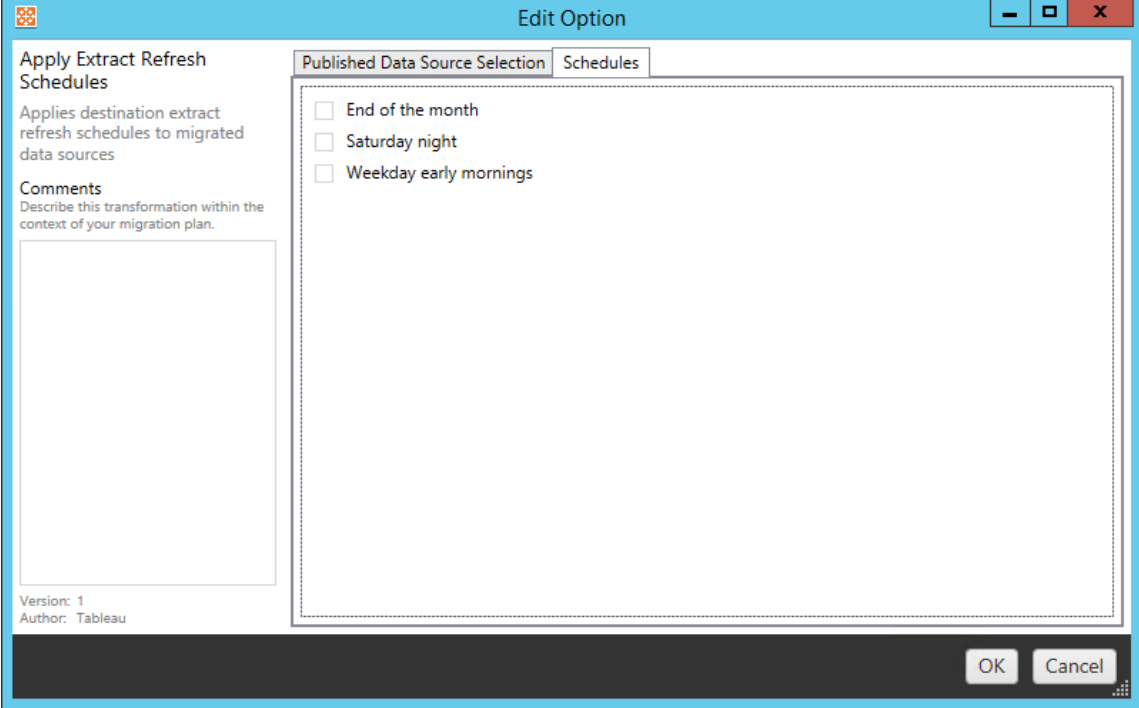 Edit Option
X
Apply Extract Refresh
Schedules
Applies destination extract
refresh schedules to migrated
data sources
Comments
Describe this transformation within the
context of your migration plan.
Version: 1
Author: Tableau
Published Data Source Selection
Schedules
End of the month
Saturday night
Weekday early mornings
OK
Cancel